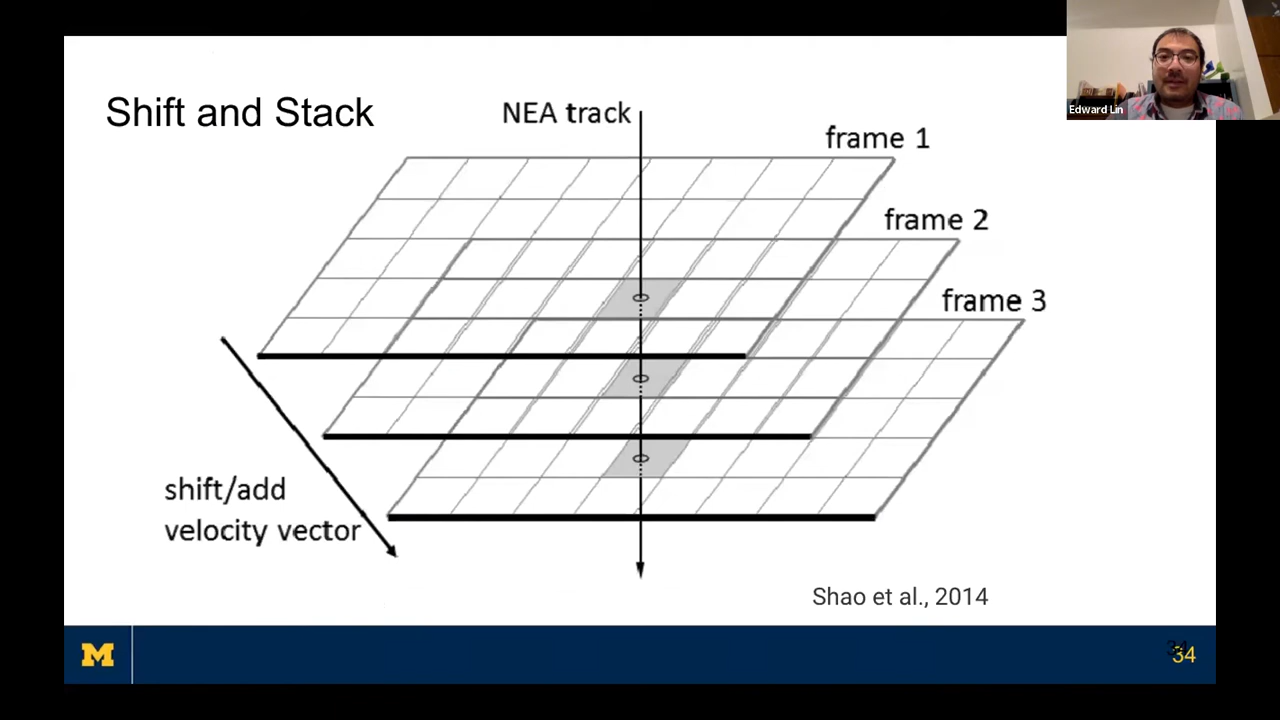 Edward Lin
Shift and Stack
NEA track
frame 1
frame 2
frame 3
shift/add
velocity vector
Shao et al., 2014
M
34
34